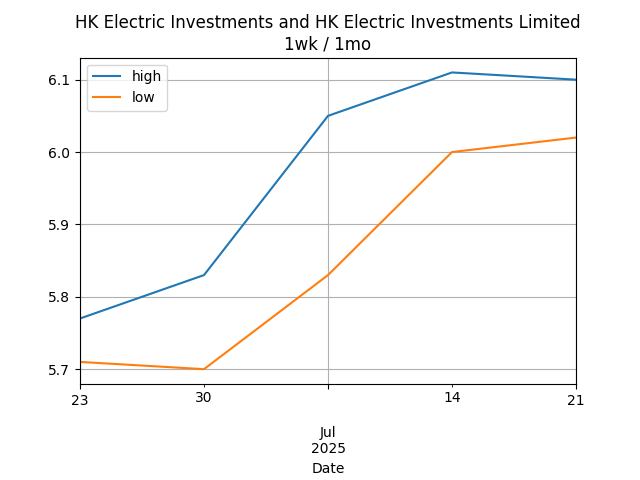 HK Electric Investments and HK Electric Investments Limited
1wk / 1mo
high
low
6.1
6.0
5.9
5.8
5.7
23
30
14
21
Jul
2025
Date